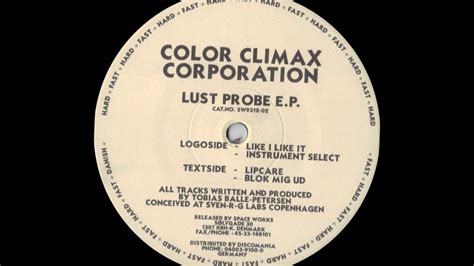 HARD + FAST + DANISH + HARD + FAST + HARD + FAST + HARD + FAST + HARD + FAST
COLOR CLIMAX
CORPORATION
LUST PROBE E.P.
CAT.NO. SW9312-02
LOGOSIDE - LIKE I LIKE IT
- INSTRUMENT SELECT
TEXTSIDE - LIPCARE
- BLOK MIG UD
ALL TRACKS WRITTEN AND PRODUCED
BY TOBIAS BALLE-PETERSEN
CONCEIVED AT SVEN-R-G LABS COPENHAGEN
RELEASED BY SPACE WORKS
SØLVGADE 30
1307 KBH-K. DENMARK
FAX/PHONE +45-33-148101
DISTRIBUTED BY DISCOMANIA
PHONE: 06003-9100-0
GERMANY